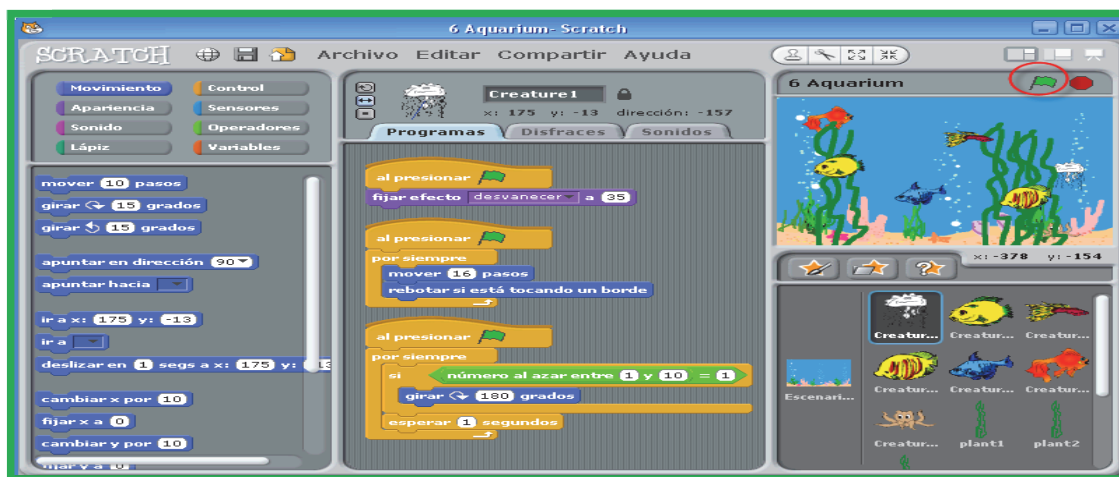 6 Aquarium- Scratch
SCRATCH Archivo Editar Compartir Ayuda
Movimiento Control
Apariencia Sensores
Sonido Operadores
Lápiz Variables
mover 10 pasos
girar 15 grados
girar 15 grados
apuntar en dirección 90
apuntar hacia
ir a x: 175 y: -13
ir a
deslizar en 1 segs a x: 175 y: 13
cambiar x por 10
fijar x a 0
cambiar y por 10
fijar y a 0
Creature1
x: 175 y: -13 dirección: -157
Programas Disfraces Sonidos
al presionar
fijar efecto desvanecer a 35
al presionar
por siempre
mover 16 pasos
rebotar si está tocando un borde
al presionar
por siempre
si número al azar entre 1 y 10 = 1
girar 180 grados
esperar 1 segundos
6 Aquarium
x: -378 y: -154
Creatur... Creatur... Creatur...
Escenari...
Creatur... Creatur... Creatur...
Creatur... plant1 plant2